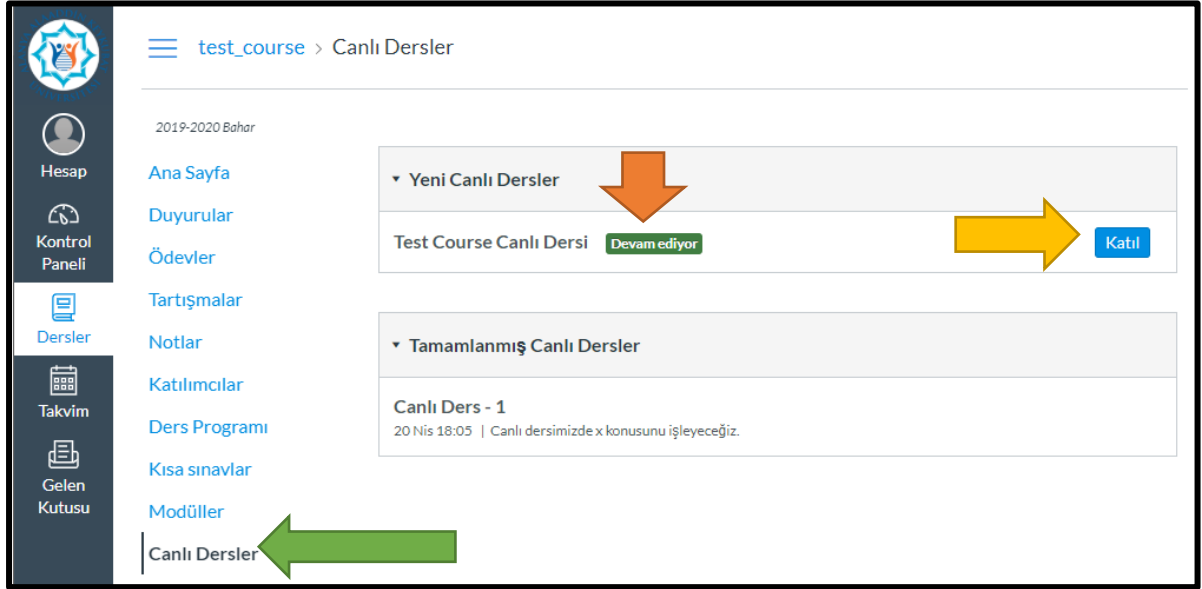 test_course > Canlı Dersler
Hesap
Kontrol
Paneli
Dersler
Takvim
Gelen
Kutusu
2019-2020 Bahar
Ana Sayfa
Duyurular
Ödevler
Tartışmalar
Notlar
Katılımcılar
Ders Programı
Kısa sınavlar
Modüller
Canlı Dersler
Yeni Canlı Dersler
Test Course Canlı Dersi Devam ediyor
Katıl
Tamamlanmış Canlı Dersler
Canlı Ders - 1
20 Nis 18:05 | Canlı dersimizde x konusunu işleyeceğiz.